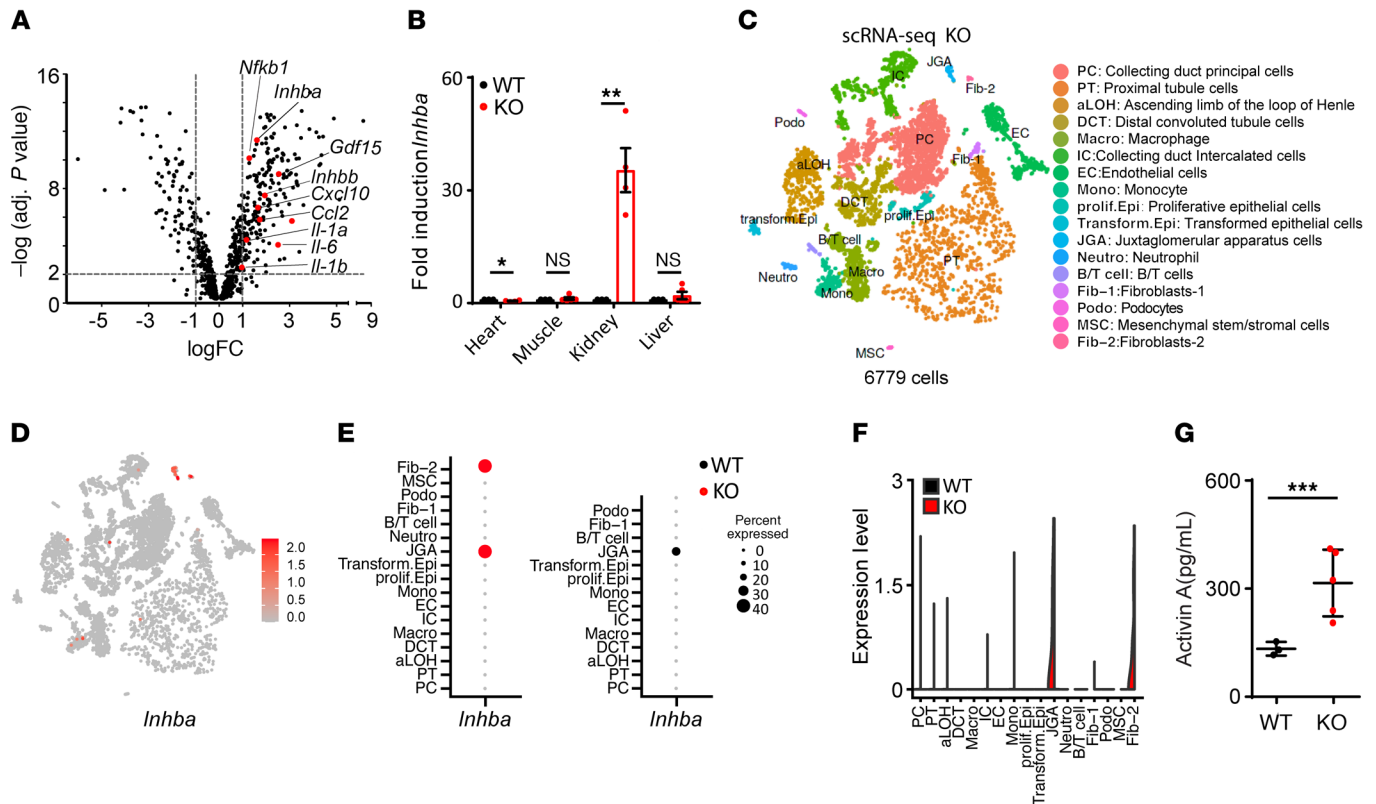 A
–log (adj. P value)
16
12
8
4
2
0
-5
-3
-1
0
1
3
5
9
logFC
Nfkb1
Inhba
Gdf15
Inhbb
Cxcl10
Ccl2
Il-1a
Il-6
Il-1b
B
Fold induction Inhba
60
30
0
WT
KO
*
NS
**
NS
Heart
Muscle
Kidney
Liver
C
scRNA-seq KO
IC
JGA
Fib-2
Podo
PC
EC
Fib-1
aLOH
DCT
prolif.Epi
transform.Epi
B/T cell
PT
Macro
Neutro
Mono
MSC
6779 cells
PC: Collecting duct principal cells
PT: Proximal tubule cells
aLOH: Ascending limb of the loop of Henle
DCT: Distal convoluted tubule cells
Macro: Macrophage
IC:Collecting duct Intercalated cells
EC:Endothelial cells
Mono: Monocyte
prolif.Epi: Proliferative epithelial cells
Transform.Epi: Transformed epithelial cells
JGA: Juxtaglomerular apparatus cells
Neutro: Neutrophil
B/T cell: B/T cells
Fib-1:Fibroblasts-1
Podo: Podocytes
MSC: Mesenchymal stem/stromal cells
Fib-2:Fibroblasts-2
D
2.0
1.5
1.0
0.5
0.0
Inhba
E
Fib-2
MSC
Podo
Fib-1
B/T cell
Neutro
JGA
Transform.Epi
prolif.Epi
Mono
EC
IC
Macro
DCT
aLOH
PT
PC
Inhba
Podo
Fib-1
B/T cell
JGA
Transform.Epi
prolif.Epi
Mono
EC
IC
Macro
DCT
aLOH
PT
PC
Inhba
WT
KO
Percent
expressed
0
10
20
30
40
F
Expression level
3
1.5
0
WT
KO
PC
PT
aLOH
DCT
Macro
IC
EC
Mono
prolif.Epi
Transform.Epi
JGA
Neutro
B/T cell
Fib-1
Podo
MSC
Fib-2
G
Activin A(pg/mL)
600
300
0
***
WT
KO